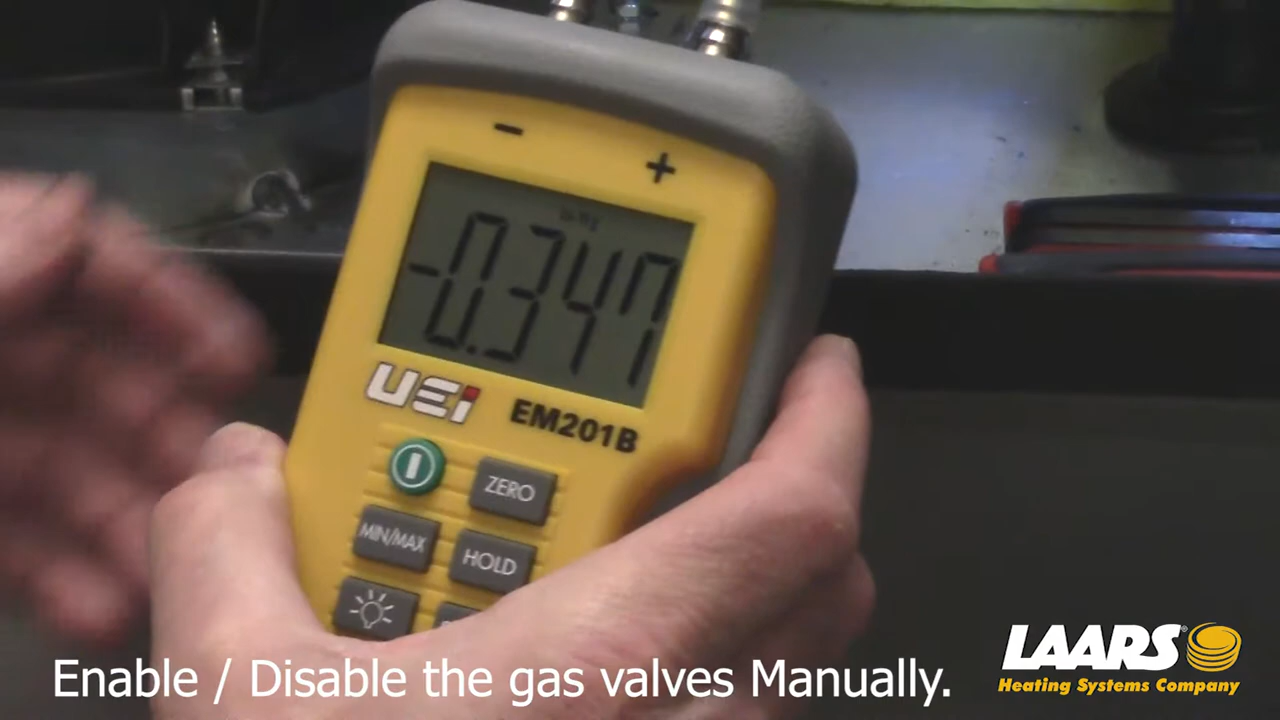 − +
-0.347
UEi
EM201B
ZERO
MIN/MAX
HOLD
Enable / Disable the gas valves Manually.
LAARS®
Heating Systems Company